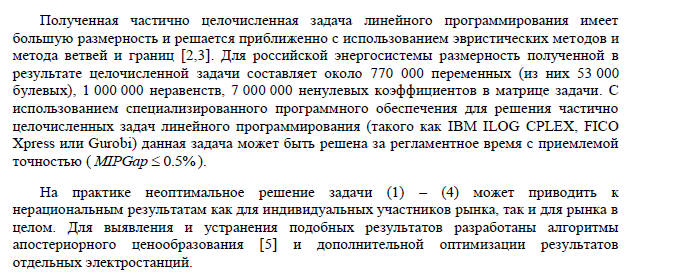 Полученная частично целочисленная задача линейного программирования имеет
большую размерность и решается приближенно с использованием эвристических методов и
метода ветвей и границ [2,3]. Для российской энергосистемы размерность полученной в
результате целочисленной задачи составляет около 770 000 переменных (из них 53 000
булевых), 1 000 000 неравенств, 7 000 000 ненулевых коэффициентов в матрице задачи. С
использованием специализированного программного обеспечения для решения частично
целочисленных задач линейного программирования (такого как IBM ILOG CPLEX, FICO
Xpress или Gurobi) данная задача может быть решена за регламентное время с приемлемой
точностью ( MIPGap ≤ 0.5% ).
На практике неоптимальное решение задачи (1) – (4) может приводить к
нерациональным результатам как для индивидуальных участников рынка, так и для рынка в
целом. Для выявления и устранения подобных результатов разработаны алгоритмы
апостериорного ценообразования [5] и дополнительной оптимизации результатов
отдельных электростанций.